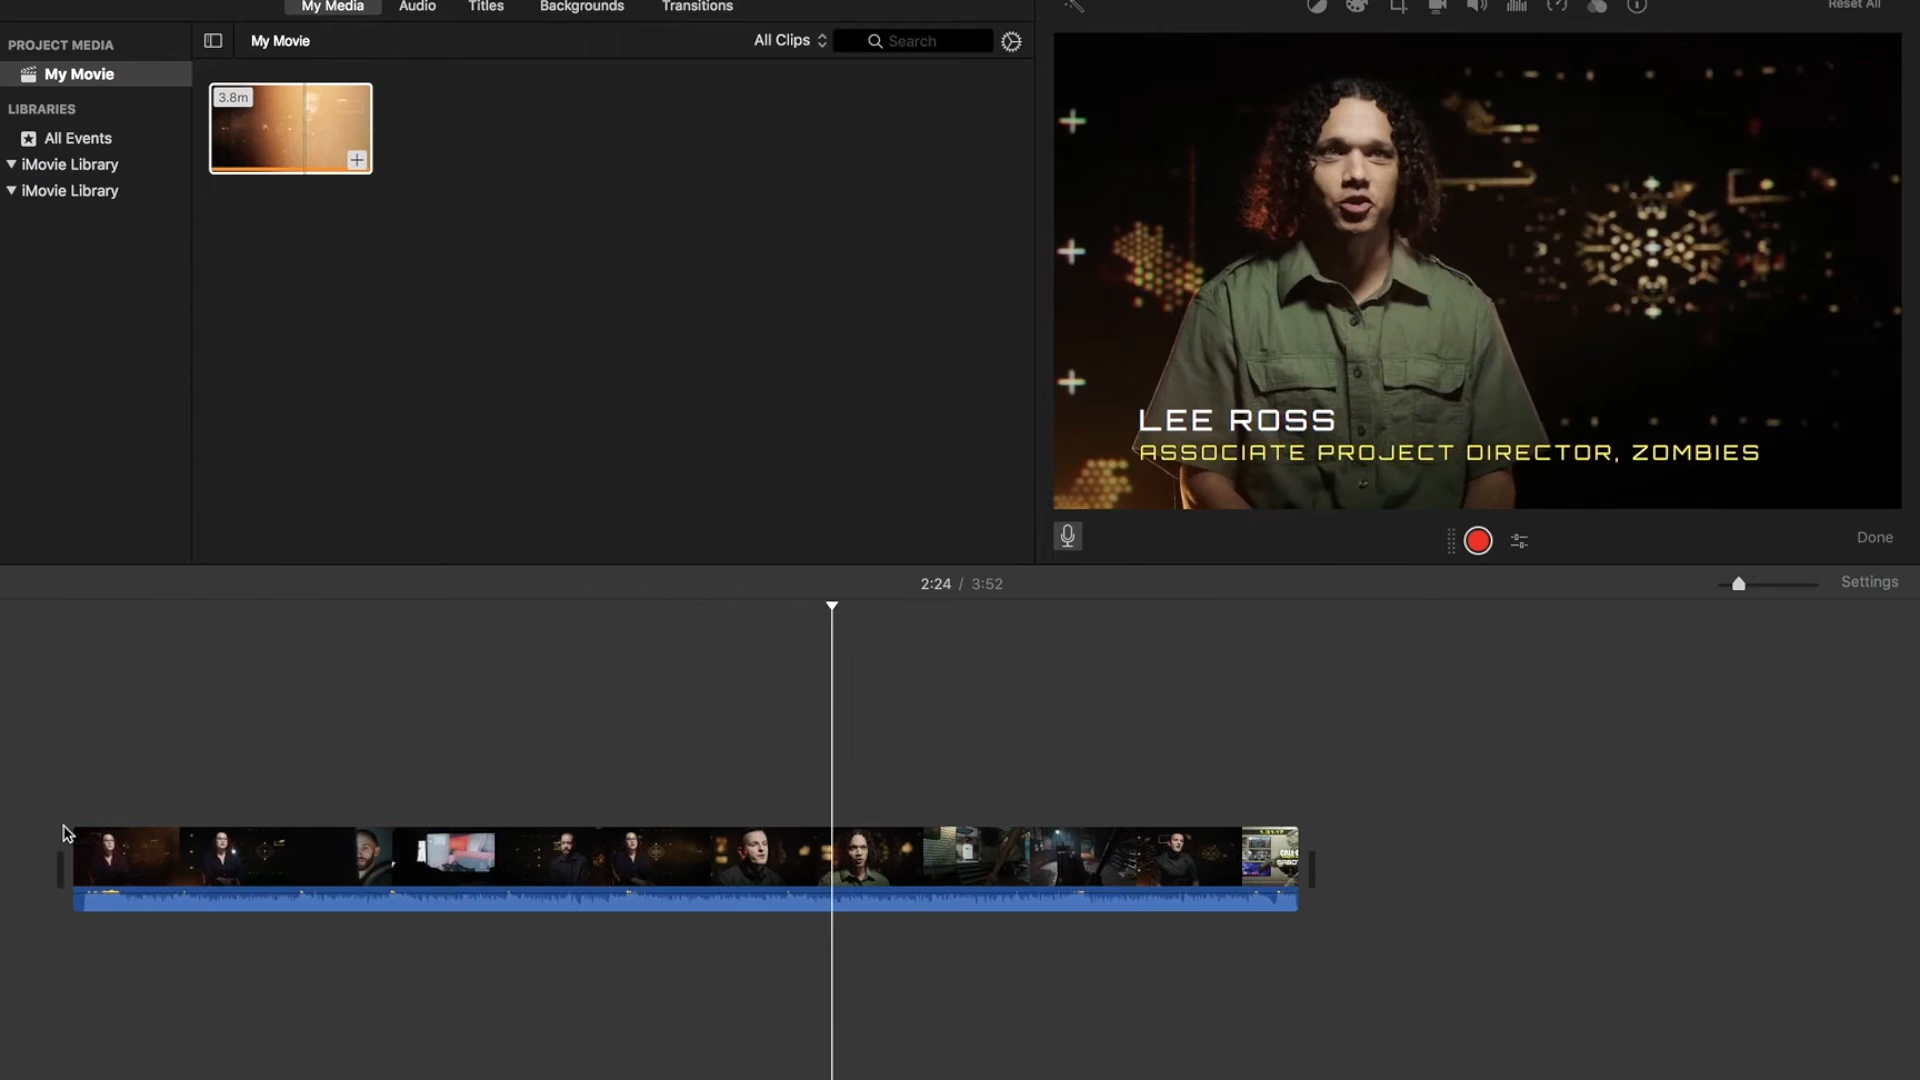 My Media
Audio
Titles
Backgrounds
Transitions
Reset All
PROJECT MEDIA
My Movie
LIBRARIES
All Events
iMovie Library
iMovie Library
My Movie
All Clips
Search
3.8m
LEE ROSS
ASSOCIATE PROJECT DIRECTOR, ZOMBIES
Done
2:24 / 3:52
Settings